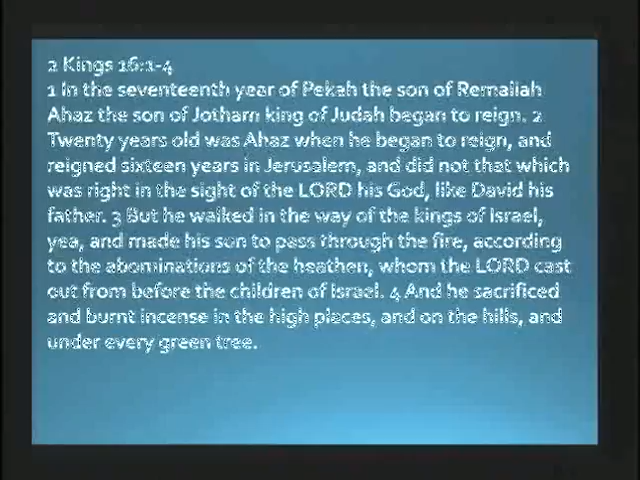 2 Kings 16:1-4
1 In the seventeenth year of Pekah the son of Remaliah
Ahaz the son of Jotham king of Judah began to reign. 2
Twenty years old was Ahaz when he began to reign, and
reigned sixteen years in Jerusalem, and did not that which
was right in the sight of the LORD his God, like David his
father. 3 But he walked in the way of the kings of Israel,
yea, and made his son to pass through the fire, according
to the abominations of the heathen, whom the LORD cast
out from before the children of Israel. 4 And he sacrificed
and burnt incense in the high places, and on the hills, and
under every green tree.